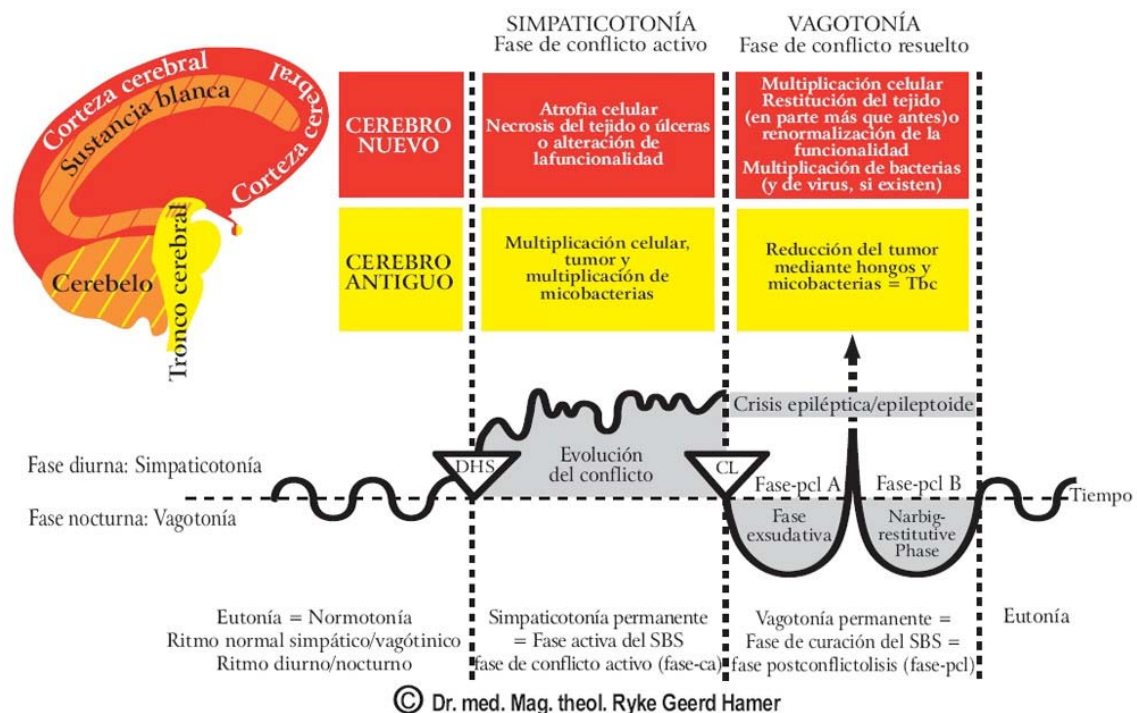 SIMPATICOTONÍA
Fase de conflicto activo
VAGOTONÍA
Fase de conflicto resuelto
Corteza cerebral
Corteza cerebral
Sustancia blanca
Cerebelo
Tronco cerebral
CEREBRO
NUEVO
Atrofia celular
Necrosis del tejido o úlceras
o alteración de
lafuncionalidad
Multiplicación celular
Restitución del tejido
(en parte más que antes)o
renormalización de la
funcionalidad
Multiplicación de bacterias
(y de virus, si existen)
CEREBRO
ANTIGUO
Multiplicación celular,
tumor y
multiplicación de
micobacterias
Reducción del tumor
mediante hongos y
micobacterias = Tbc
Crisis epiléptica/epileptoide
Fase diurna: Simpaticotonía
DHS
Evolución
del conflicto
CL
Fase-pcl A
Fase-pcl B
Tiempo
Fase nocturna: Vagotonía
Fase
exsudativa
Narbig-
restitutive
Phase
Eutonía = Normotonía
Ritmo normal simpático/vagótinico
Ritmo diurno/nocturno
Simpaticotonía permanente
= Fase activa del SBS
fase de conflicto activo (fase-ca)
Vagotonía permanente =
Fase de curación del SBS =
fase postconflictolisis (fase-pcl)
Eutonía
© Dr. med. Mag. theol. Ryke Geerd Hamer